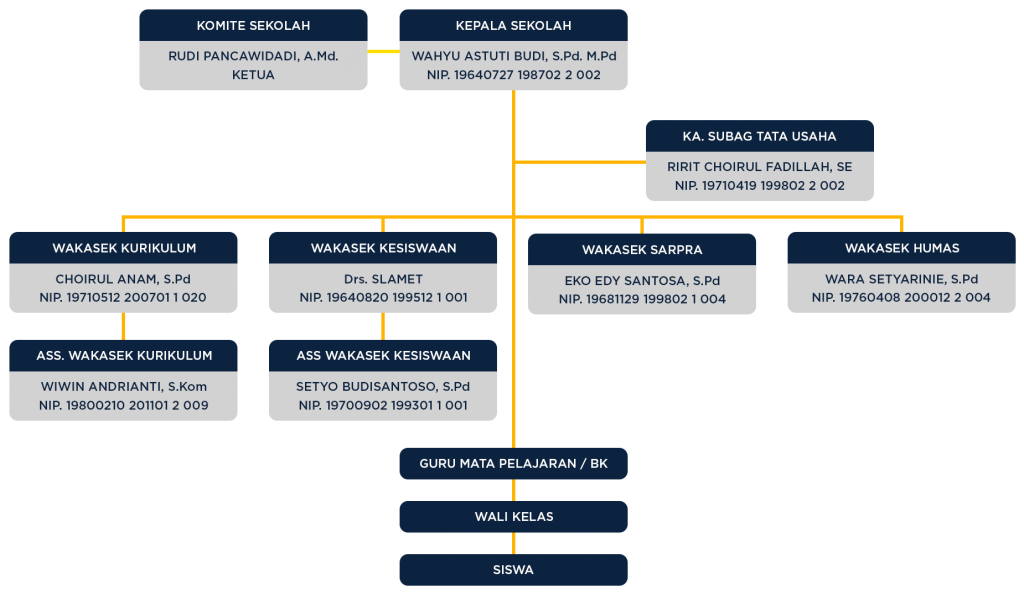 KOMITE SEKOLAH
RUDI PANCAWIDADI, A.Md.
KETUA
KEPALA SEKOLAH
WAHYU ASTUTI BUDI, S.Pd. M.Pd
NIP. 19640727 198702 2 002
KA. SUBAG TATA USAHA
RIRIT CHOIRUL FADILLAH, SE
NIP. 19710419 199802 2 002
WAKASEK KURIKULUM
CHOIRUL ANAM, S.Pd
NIP. 19710512 200701 1 020
WAKASEK KESISWAAN
Drs. SLAMET
NIP. 19640820 199512 1 001
WAKASEK SARPRA
EKO EDY SANTOSA, S.Pd
NIP. 19681129 199802 1 004
WAKASEK HUMAS
WARA SETYARINIE, S.Pd
NIP. 19760408 200012 2 004
ASS. WAKASEK KURIKULUM
WIWIN ANDRIANTI, S.Kom
NIP. 19800210 201101 2 009
ASS WAKASEK KESISWAAN
SETYO BUDISANTOSO, S.Pd
NIP. 19700902 199301 1 001
GURU MATA PELAJARAN / BK
WALI KELAS
SISWA